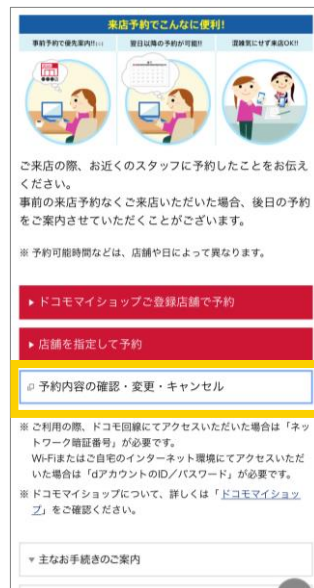 来店予約でこんなに便利!
事前予約で優先案内!!
翌日以降の予約が可能!!
混雑気にせず来店OK!!
ご来店の際、お近くのスタッフに予約したことをお伝え
ください。
事前の来店予約なくご来店いただいた場合、後日の予約
をご案内させていただくことがございます。
※ 予約可能時間などは、店舗や日によって異なります。
ドコモマイショップご登録店舗で予約
店舗を指定して予約
予約内容の確認・変更・キャンセル
※ ご利用の際、ドコモ回線にてアクセスいただいた場合は「ネッ
トワーク暗証番号」が必要です。
Wi-Fiまたはご自宅のインターネット環境にてアクセスいただ
いた場合は「dアカウントのID／パスワード」が必要です。
※ ドコモマイショップについて、詳しくは「ドコモマイショッ
プ」をご確認ください。
主なお手続きのご案内